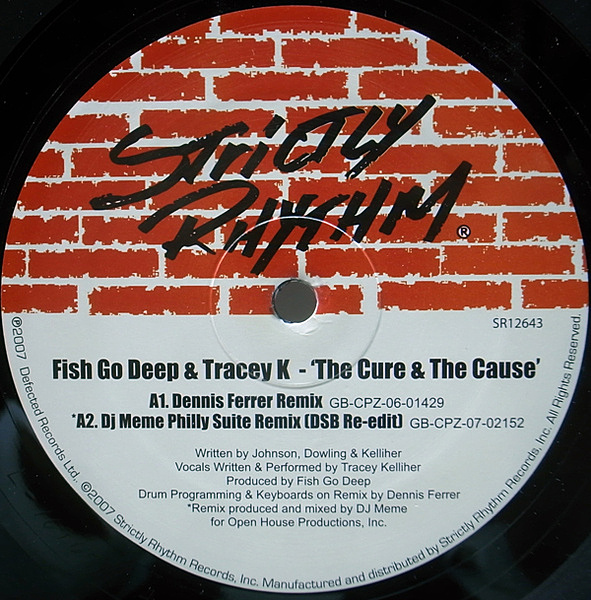 Strictly
Rhythm®
SR12643
Fish Go Deep & Tracey K - 'The Cure & The Cause'
A1. Dennis Ferrer Remix GB-CPZ-06-01429
*A2. Dj Meme Philly Suite Remix (DSB Re-edit) GB-CPZ-07-02152
Written by Johnson, Dowling & Kelliher
Vocals Written & Performed by Tracey Kelliher
Produced by Fish Go Deep
Drum Programming & Keyboards on Remix by Dennis Ferrer
*Remix produced and mixed by DJ Meme
for Open House Productions, Inc.
℗2007 Defected Records Ltd., ©2007 Strictly Rhythm Records, Inc. Manufactured and distributed by Strictly Rhythm Records, Inc. All Rights Reserved.